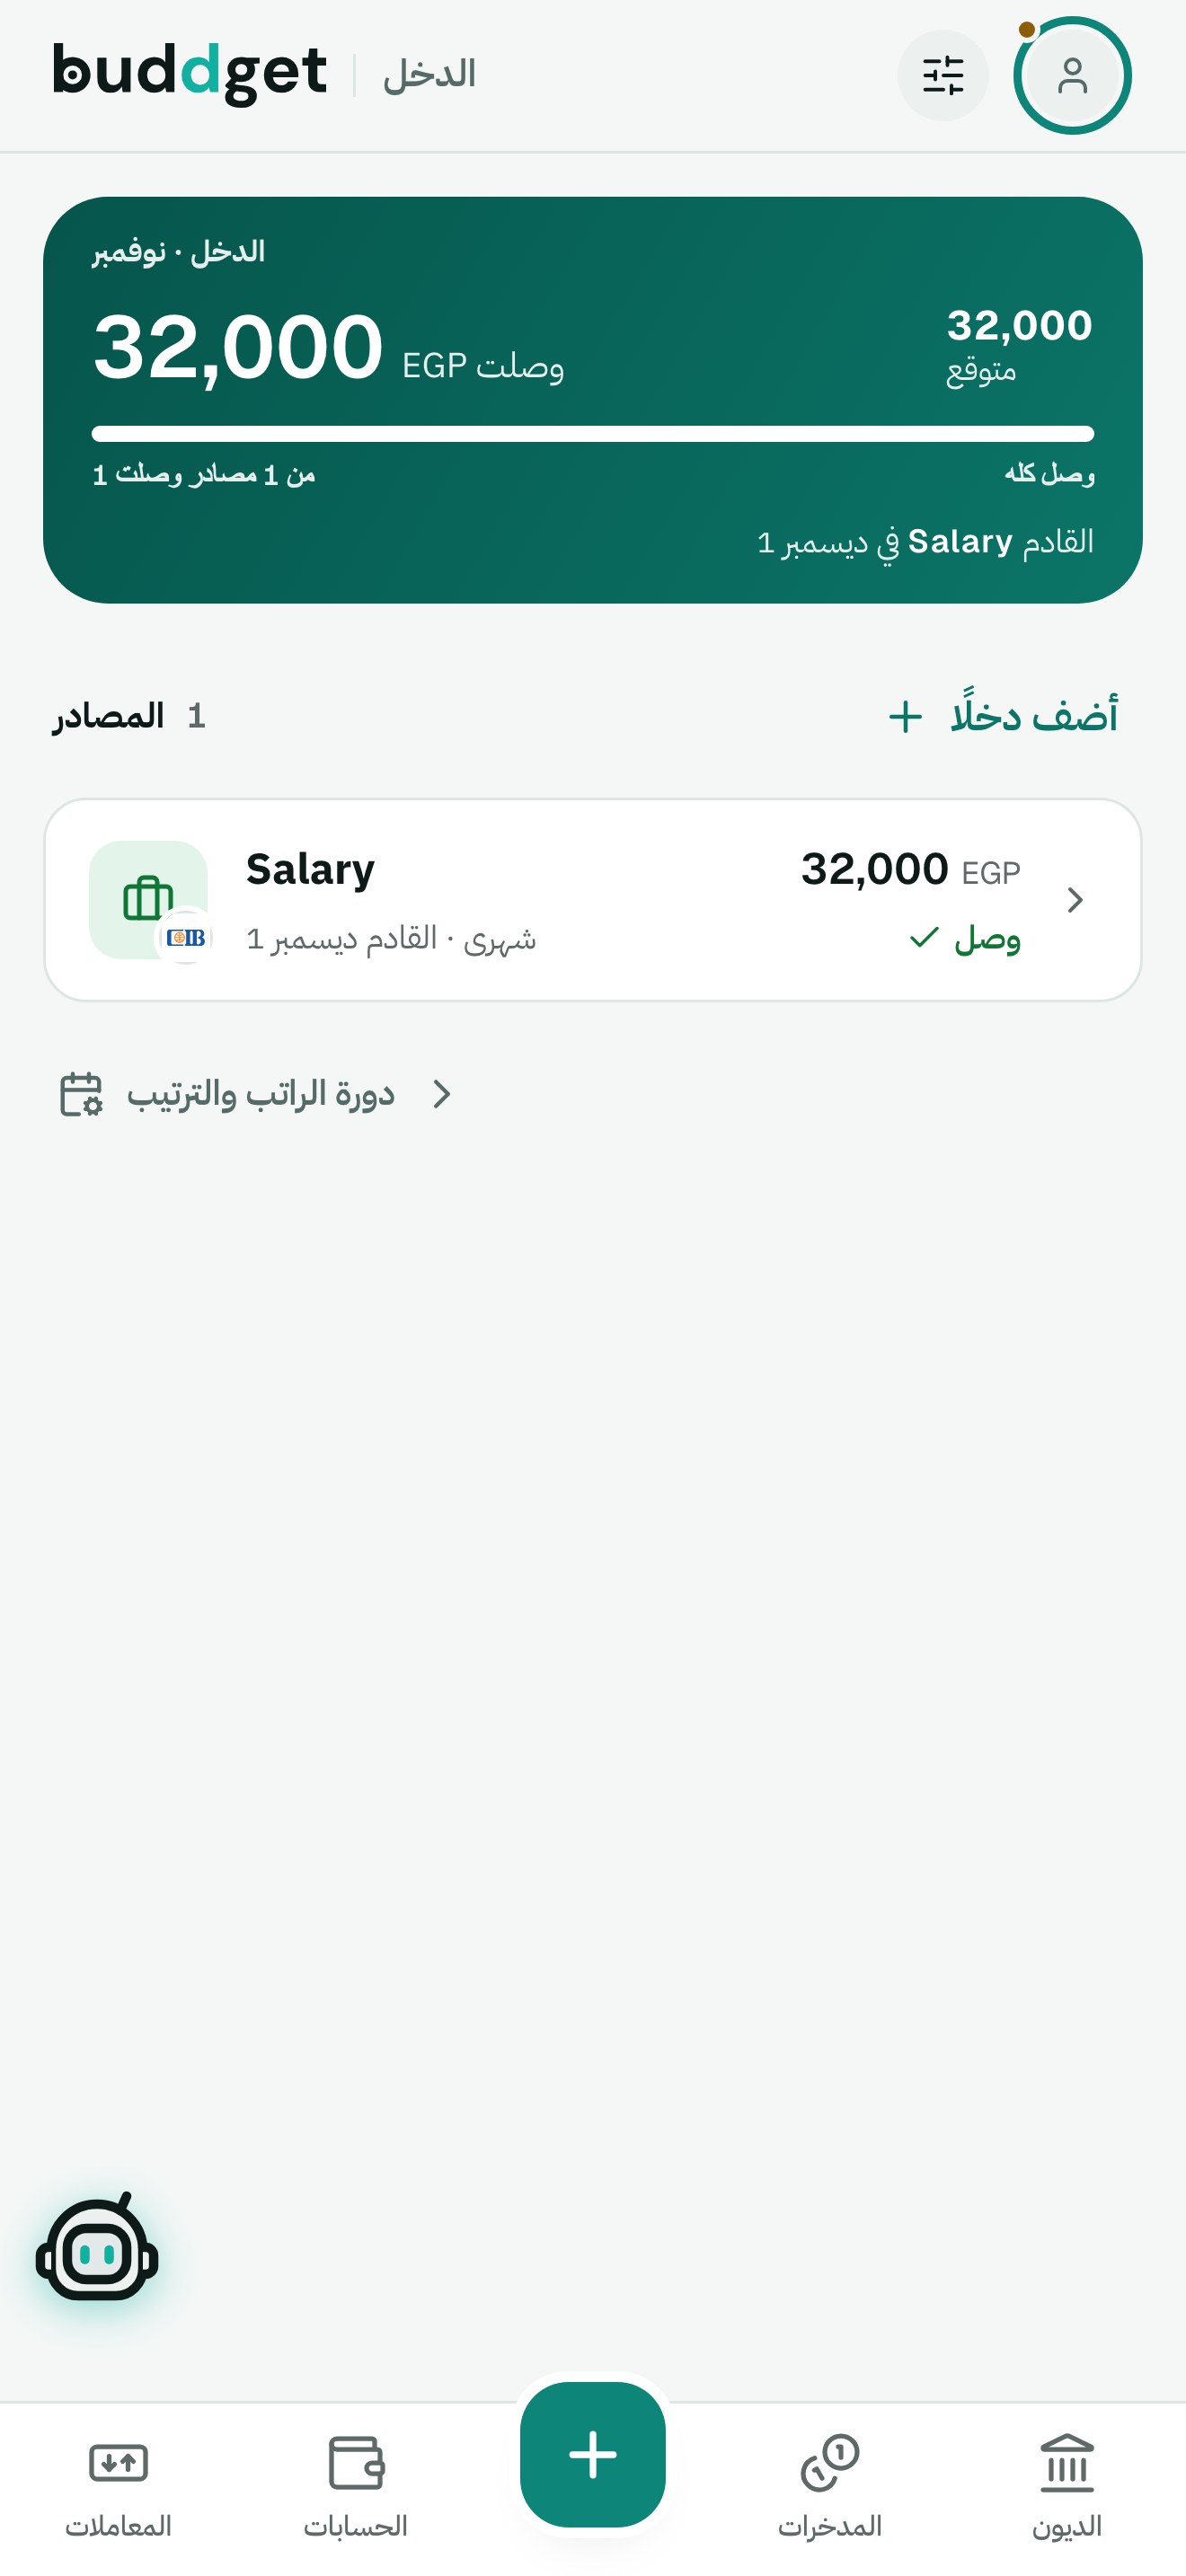 buddget
الدخل
الدخل · نوفمبر
32,000 EGP وصلت
32,000
متوقع
1 من 1 مصادر وصلت
وصل كله
القادم Salary في ديسمبر 1
المصادر 1
+ أضف دخلًا
Salary
32,000 EGP
CIB
شهرى · القادم ديسمبر 1
وصل
دورة الراتب والترتيب
المعاملات
الحسابات
المدخرات
الديون